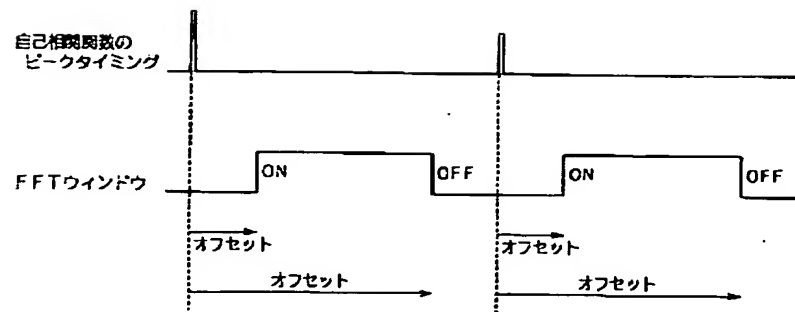 自己相関関数の
ピークタイミング
FFTウィンドウ
ON
OFF
ON
OFF
オフセット
オフセット
オフセット
オフセット